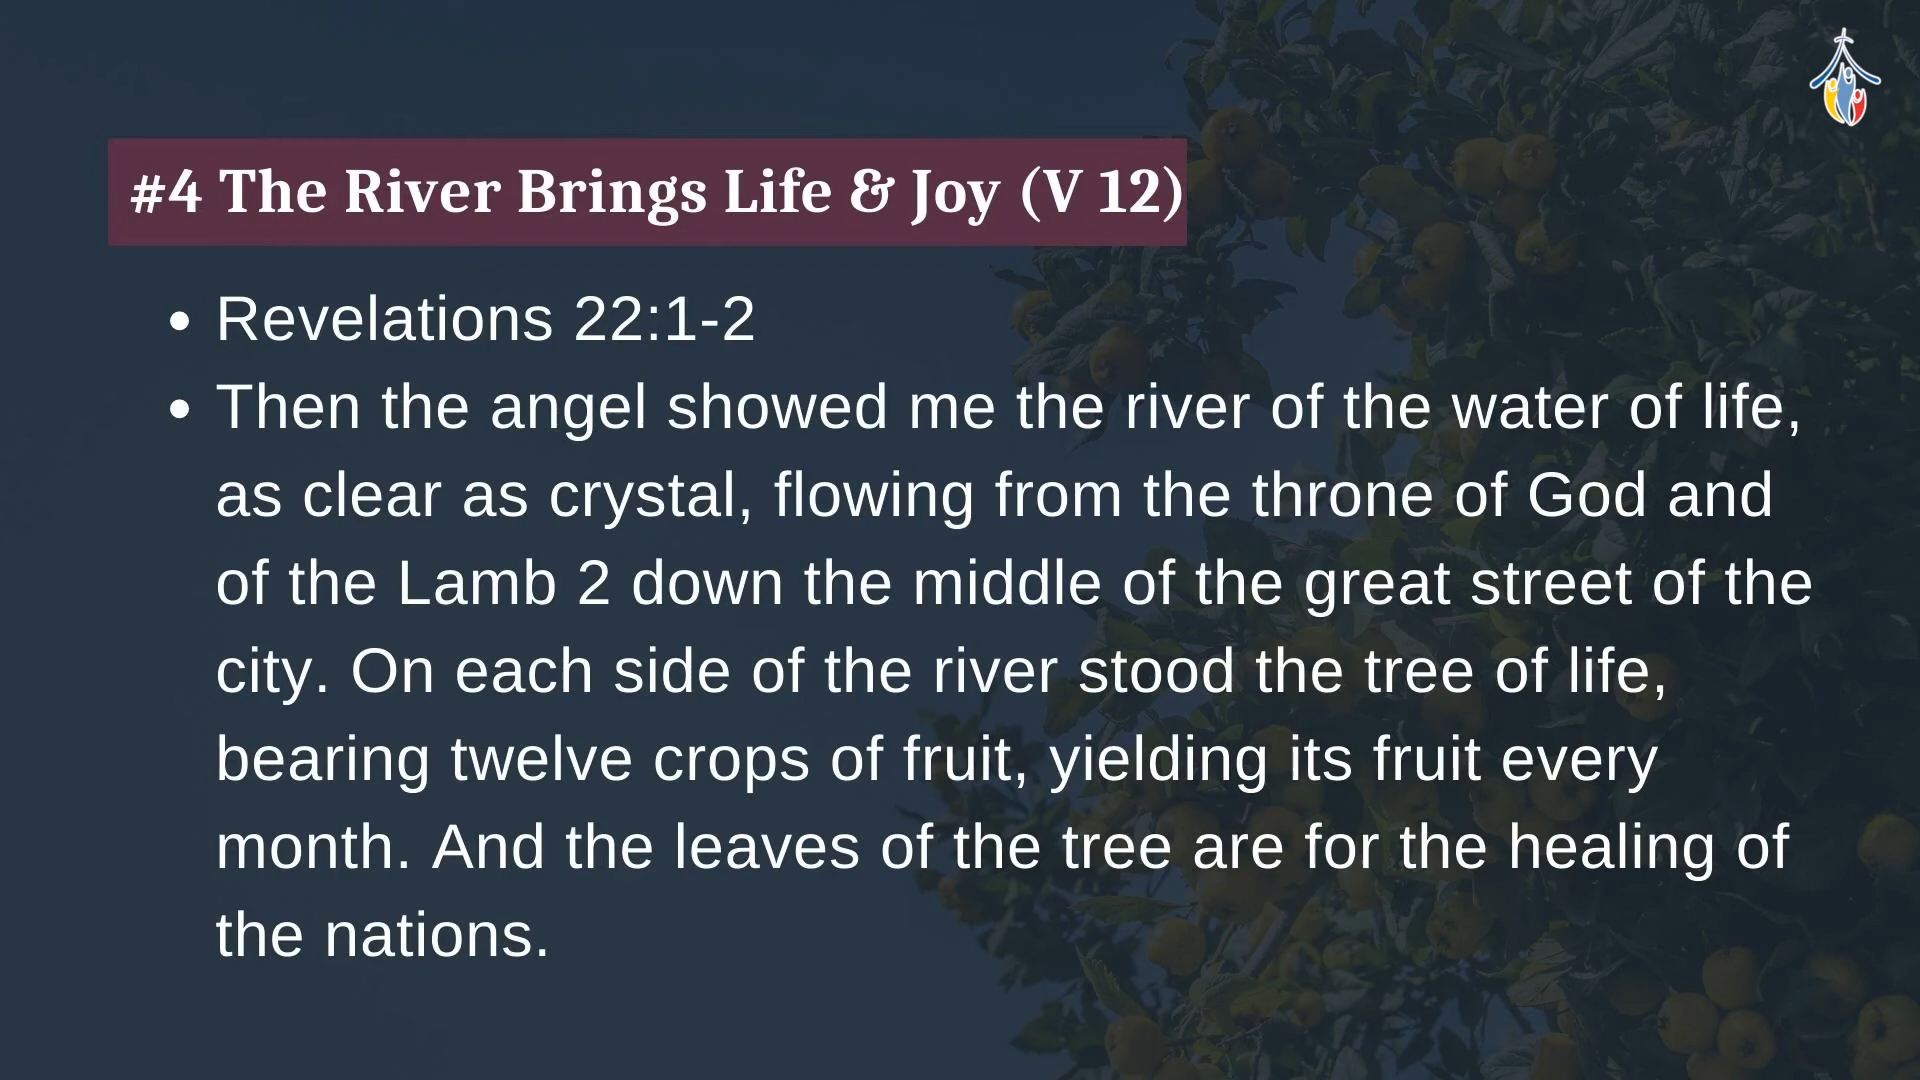 #4 The River Brings Life & Joy (V 12)
• Revelations 22:1-2
• Then the angel showed me the river of the water of life,
as clear as crystal, flowing from the throne of God and
of the Lamb 2 down the middle of the great street of the
city. On each side of the river stood the tree of life,
bearing twelve crops of fruit, yielding its fruit every
month. And the leaves of the tree are for the healing of
the nations.